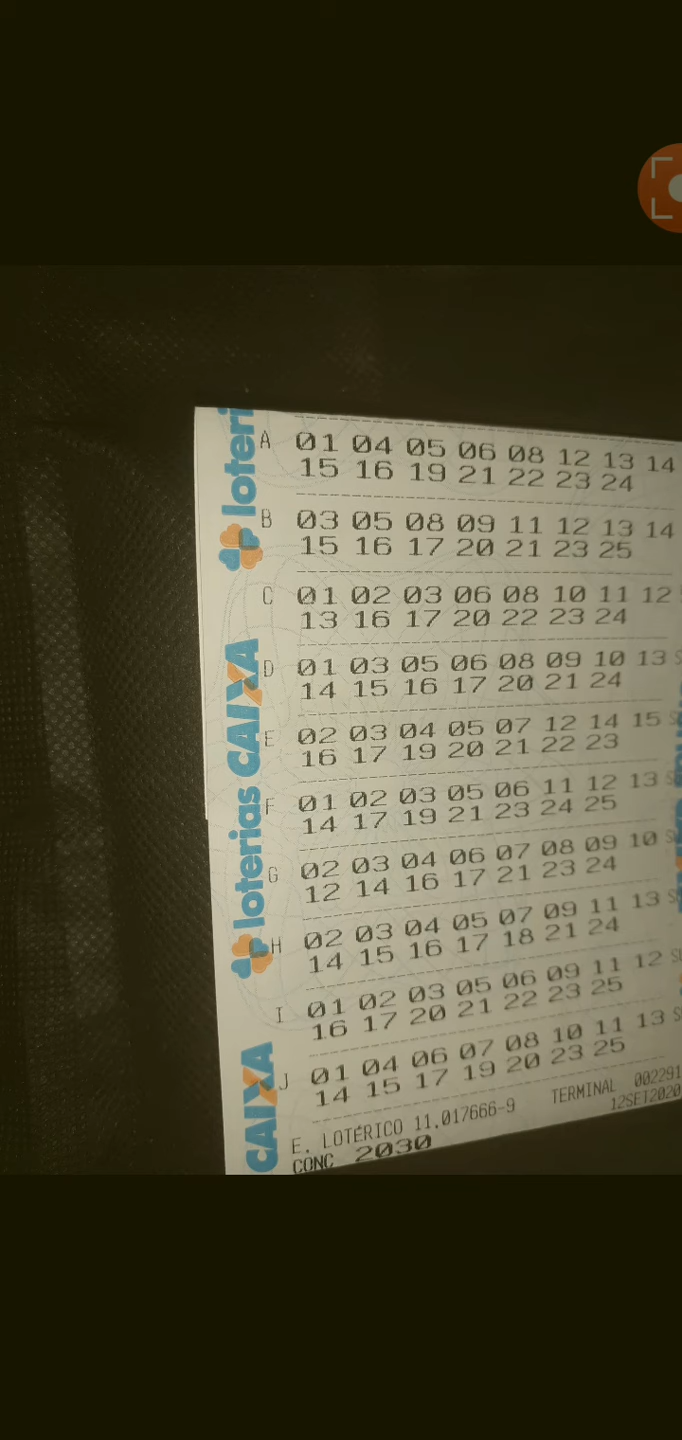 loteri
CAIXA loterias
CAIXA
A 01 04 05 06 08 12 13 14
15 16 19 21 22 23 24
B 03 05 08 09 11 12 13 14
15 16 17 20 21 23 25
C 01 02 03 06 08 10 11 12
13 16 17 20 22 23 24
D 01 03 05 06 08 09 10 13
14 15 16 17 20 21 24
E 02 03 04 05 07 12 14 15
16 17 19 20 21 22 23
F 01 02 03 05 06 11 12 13
14 17 19 21 23 24 25
G 02 03 04 06 07 08 09 10
12 14 16 17 21 23 24
H 02 03 04 05 07 09 11 13
14 15 16 17 18 21 24
I 01 02 03 05 06 09 11 12
16 17 20 21 22 23 25
J 01 04 06 07 08 10 11 13
14 15 17 19 20 23 25
E. LOTÉRICO 11.017666-9 TERMINAL 002291
CONC 2030 12SET2020